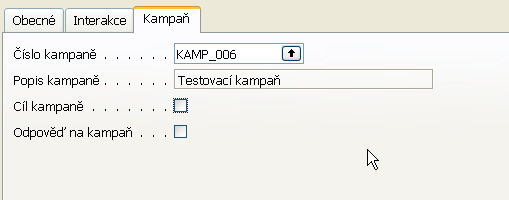 Obecné Interakce Kampaň
Číslo kampaně . . . . . . KAMP_006
Popis kampaně . . . . . Testovací kampaň
Cíl kampaně . . . . . . .
Odpověď na kampaň . . .